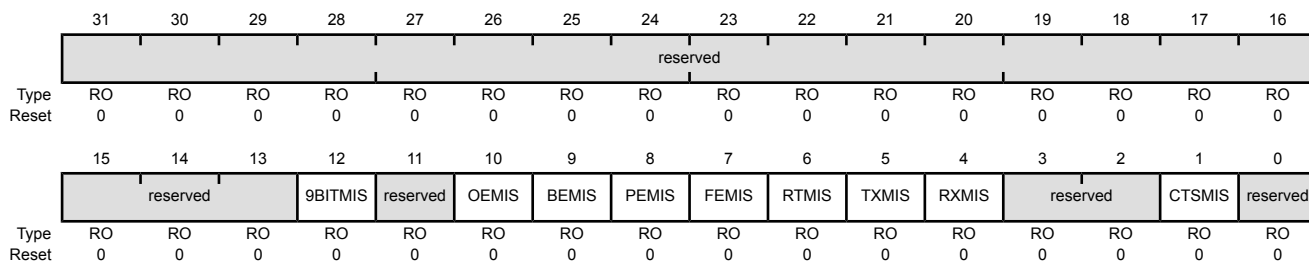 31 30 29 28 27 26 25 24 23 22 21 20 19 18 17 16
reserved
Type RO RO RO RO RO RO RO RO RO RO RO RO RO RO RO RO
Reset 0 0 0 0 0 0 0 0 0 0 0 0 0 0 0 0
15 14 13 12 11 10 9 8 7 6 5 4 3 2 1 0
reserved 9BITMIS reserved OEMIS BEMIS PEMIS FEMIS RTMIS TXMIS RXMIS reserved CTSMIS reserved
Type RO RO RO RO RO RO RO RO RO RO RO RO RO RO RO RO
Reset 0 0 0 0 0 0 0 0 0 0 0 0 0 0 0 0